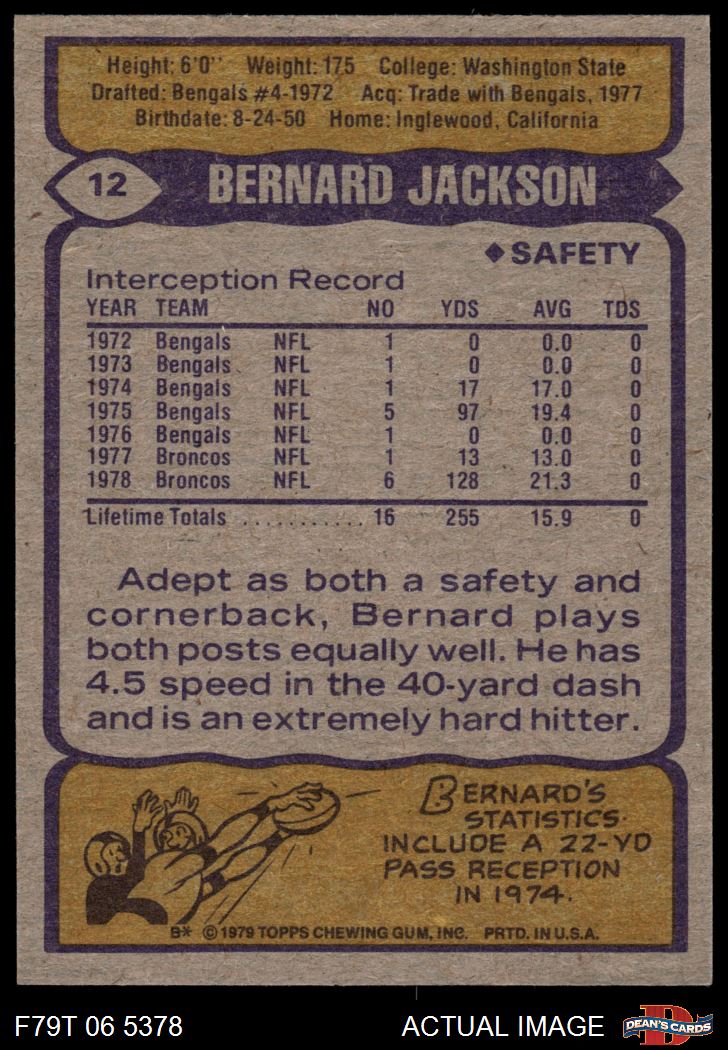 Height: 6'0" Weight: 175 College: Washington State
Drafted: Bengals #4-1972 Acq: Trade with Bengals, 1977
Birthdate: 8-24-50 Home: Inglewood, California
12 BERNARD JACKSON
◆SAFETY
Interception Record
YEAR TEAM NO YDS AVG TDS
1972 Bengals NFL 1 0 0.0 0
1973 Bengals NFL 1 0 0.0 0
1974 Bengals NFL 1 17 17.0 0
1975 Bengals NFL 5 97 19.4 0
1976 Bengals NFL 1 0 0.0 0
1977 Broncos NFL 1 13 13.0 0
1978 Broncos NFL 6 128 21.3 0
Lifetime Totals ........... 16 255 15.9 0
Adept as both a safety and
cornerback, Bernard plays
both posts equally well. He has
4.5 speed in the 40-yard dash
and is an extremely hard hitter.
BERNARD'S
STATISTICS
INCLUDE A 22-YD
PASS RECEPTION
IN 1974.
B* © 1979 TOPPS CHEWING GUM, INC. PRTD. IN U.S.A.
F79T 06 5378 ACTUAL IMAGE D DEAN'S CARDS